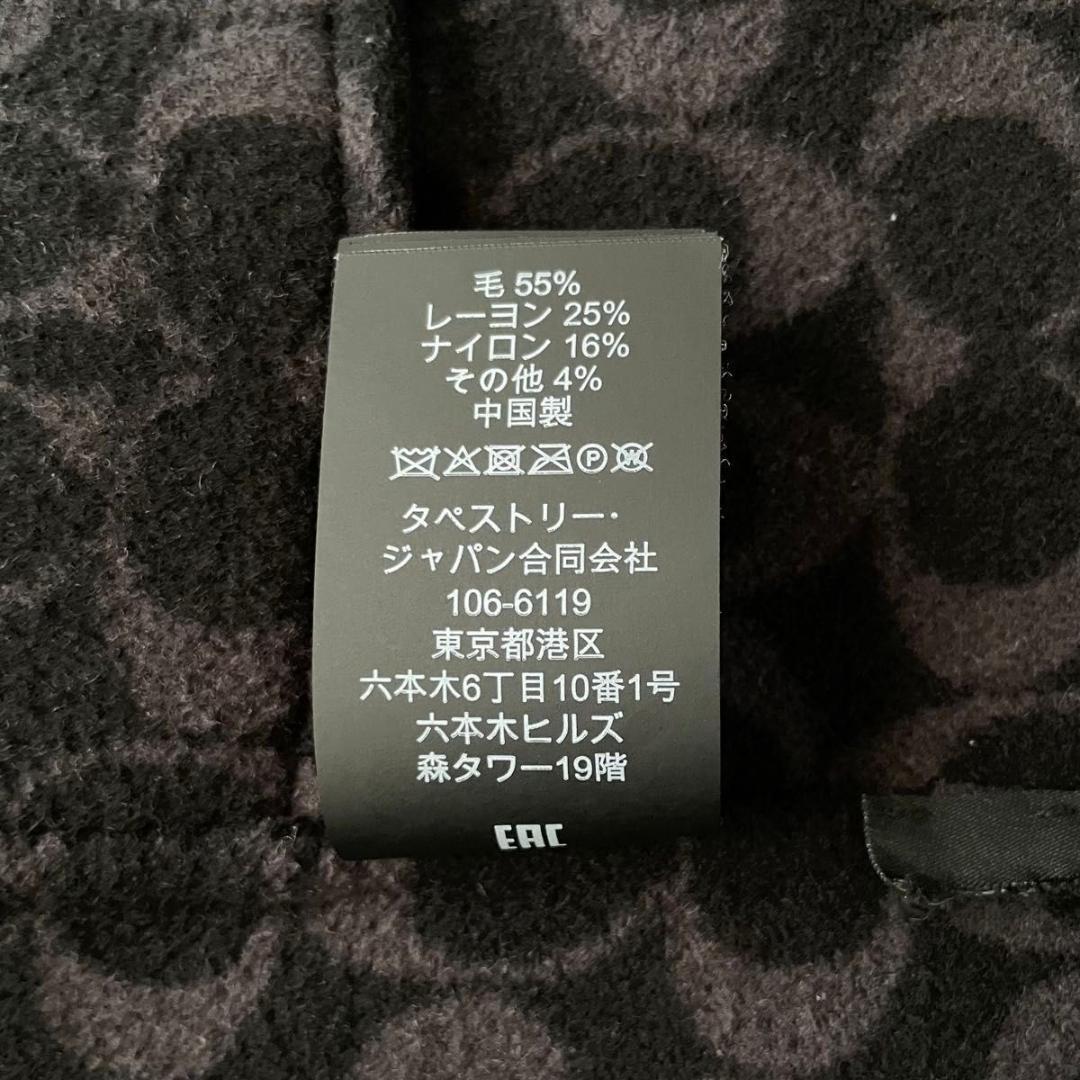 毛 55%
レーヨン 25%
ナイロン 16%
その他 4%
中国製
P W
タペストリー・
ジャパン合同会社
106-6119
東京都港区
六本木6丁目10番1号
六本木ヒルズ
森タワー19階
EAC